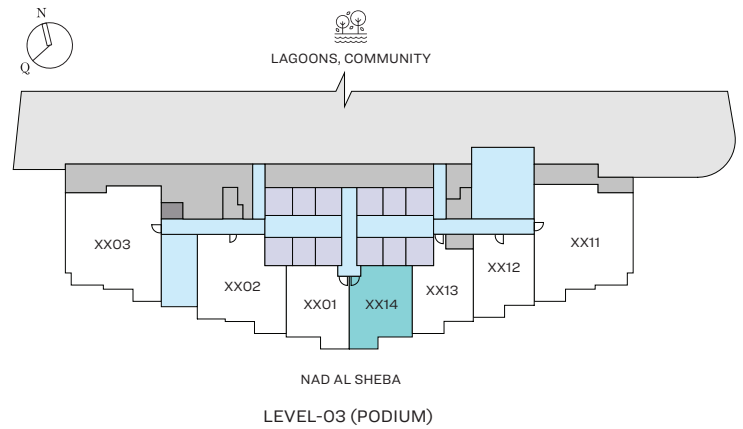 N
Q
LAGOONS, COMMUNITY
XX03
XX11
XX12
XX02
XX13
XX01
XX14
NAD AL SHEBA
LEVEL-03 (PODIUM)